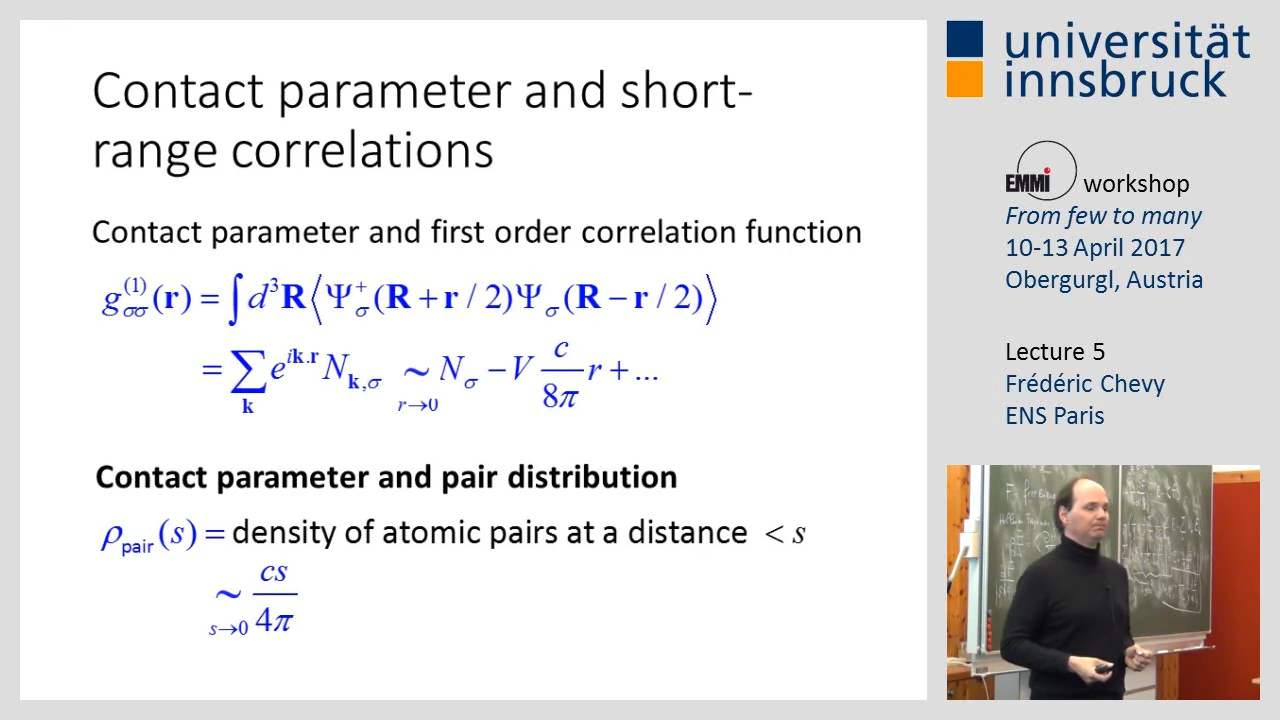 Contact parameter and short-
range correlations
Contact parameter and first order correlation function
g_{σσ}^{(1)}(r) = ∫ d³R ⟨Ψ_σ^+(R + r / 2)Ψ_σ(R − r / 2)⟩
= ∑_k e^{ik.r} N_{k,σ} ∼_{r→0} N_σ − V c/8π r + ...
Contact parameter and pair distribution
ρ_pair(s) = density of atomic pairs at a distance < s
∼_{s→0} cs/4π
universität
innsbruck
EMMI workshop
From few to many
10-13 April 2017
Obergurgl, Austria
Lecture 5
Frédéric Chevy
ENS Paris